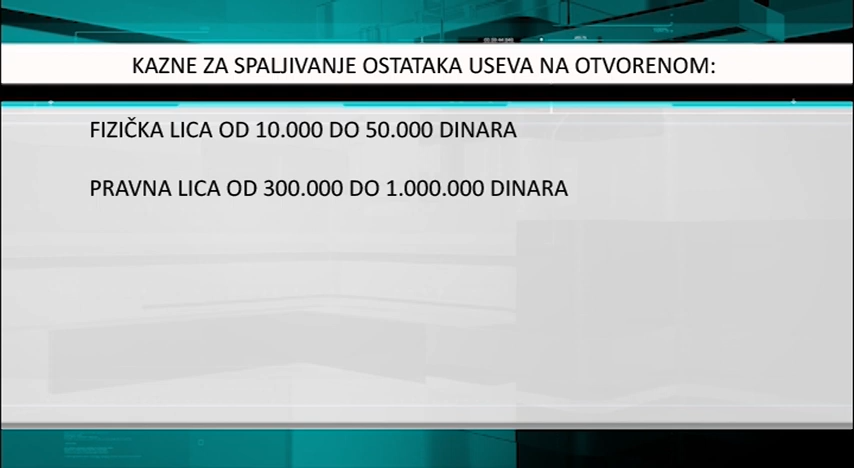 KAZNE ZA SPALJIVANJE OSTATAKA USEVA NA OTVORENOM:
FIZIČKA LICA OD 10.000 DO 50.000 DINARA
PRAVNA LICA OD 300.000 DO 1.000.000 DINARA